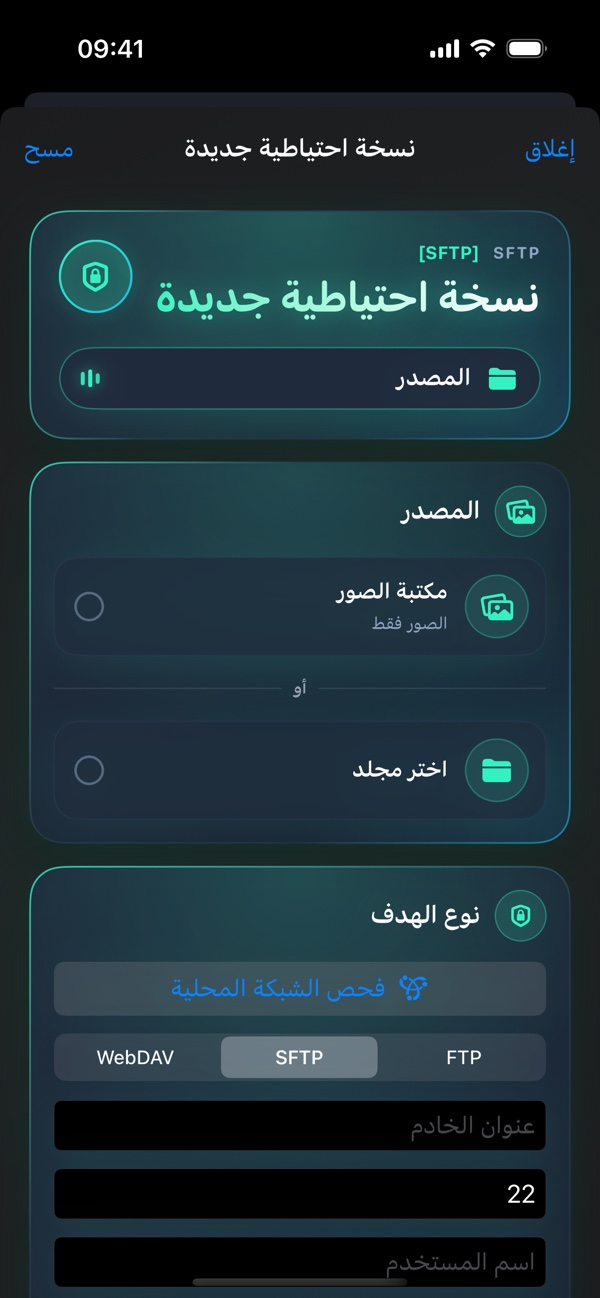 09:41
إغلاق
نسخة احتياطية جديدة
مسح
SFTP [SFTP]
نسخة احتياطية جديدة
المصدر
المصدر
مكتبة الصور
الصور فقط
أو
اختر مجلد
نوع الهدف
فحص الشبكة المحلية
FTP
SFTP
WebDAV
عنوان الخادم
22
اسم المستخدم